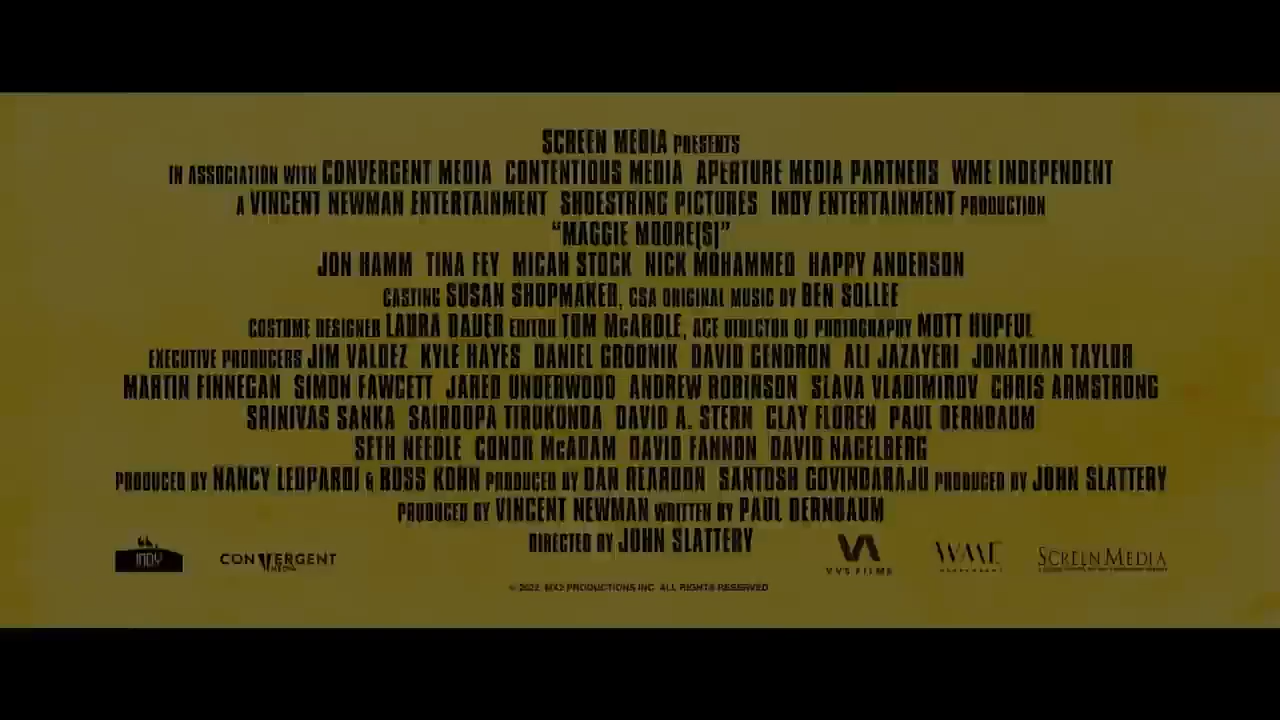 SCREEN MEDIA PRESENTS
IN ASSOCIATION WITH CONVERGENT MEDIA CONTENTIOUS MEDIA APERTURE MEDIA PARTNERS WME INDEPENDENT
A VINCENT NEWMAN ENTERTAINMENT SHOESTRING PICTURES INDY ENTERTAINMENT PRODUCTION
"MAGGIE MOORE(S)"
JON HAMM TINA FEY MICAH STOCK NICK MOHAMMED HAPPY ANDERSON
CASTING SUSAN SHOPMAKER, CSA ORIGINAL MUSIC BY BEN SOLLEE
COSTUME DESIGNER LAURA BAUER EDITOR TOM McARDLE, ACE DIRECTOR OF PHOTOGRAPHY MOTT HUPFUL
EXECUTIVE PRODUCERS JIM VALDEZ KYLE HAYES DANIEL GRODNIK DAVID GENDRON ALI JAZAYERI JONATHAN TAYLOR
MARTIN FINNEGAN SIMON FAWCETT JARED UNDERWOOD ANDREW ROBINSON SLAVA VLADIMIROV CHRIS ARMSTRONG
SRINIVAS SANKA SAIROOPA TIRUKONDA DAVID A. STERN CLAY FLOREN PAUL BERNBAUM
SETH NEEDLE CONOR McADAM DAVID FANNON DAVID NAGELBERG
PRODUCED BY NANCY LEOPARDI & ROSS KOHN PRODUCED BY DAN REARDON SANTOSH GOVINDARAJU PRODUCED BY JOHN SLATTERY
PRODUCED BY VINCENT NEWMAN WRITTEN BY PAUL BERNBAUM
DIRECTED BY JOHN SLATTERY
INDY CONVERGENT MEDIA VVS FILMS WME INDEPENDENT SCREEN MEDIA
© 2022 MX2 PRODUCTIONS INC. ALL RIGHTS RESERVED